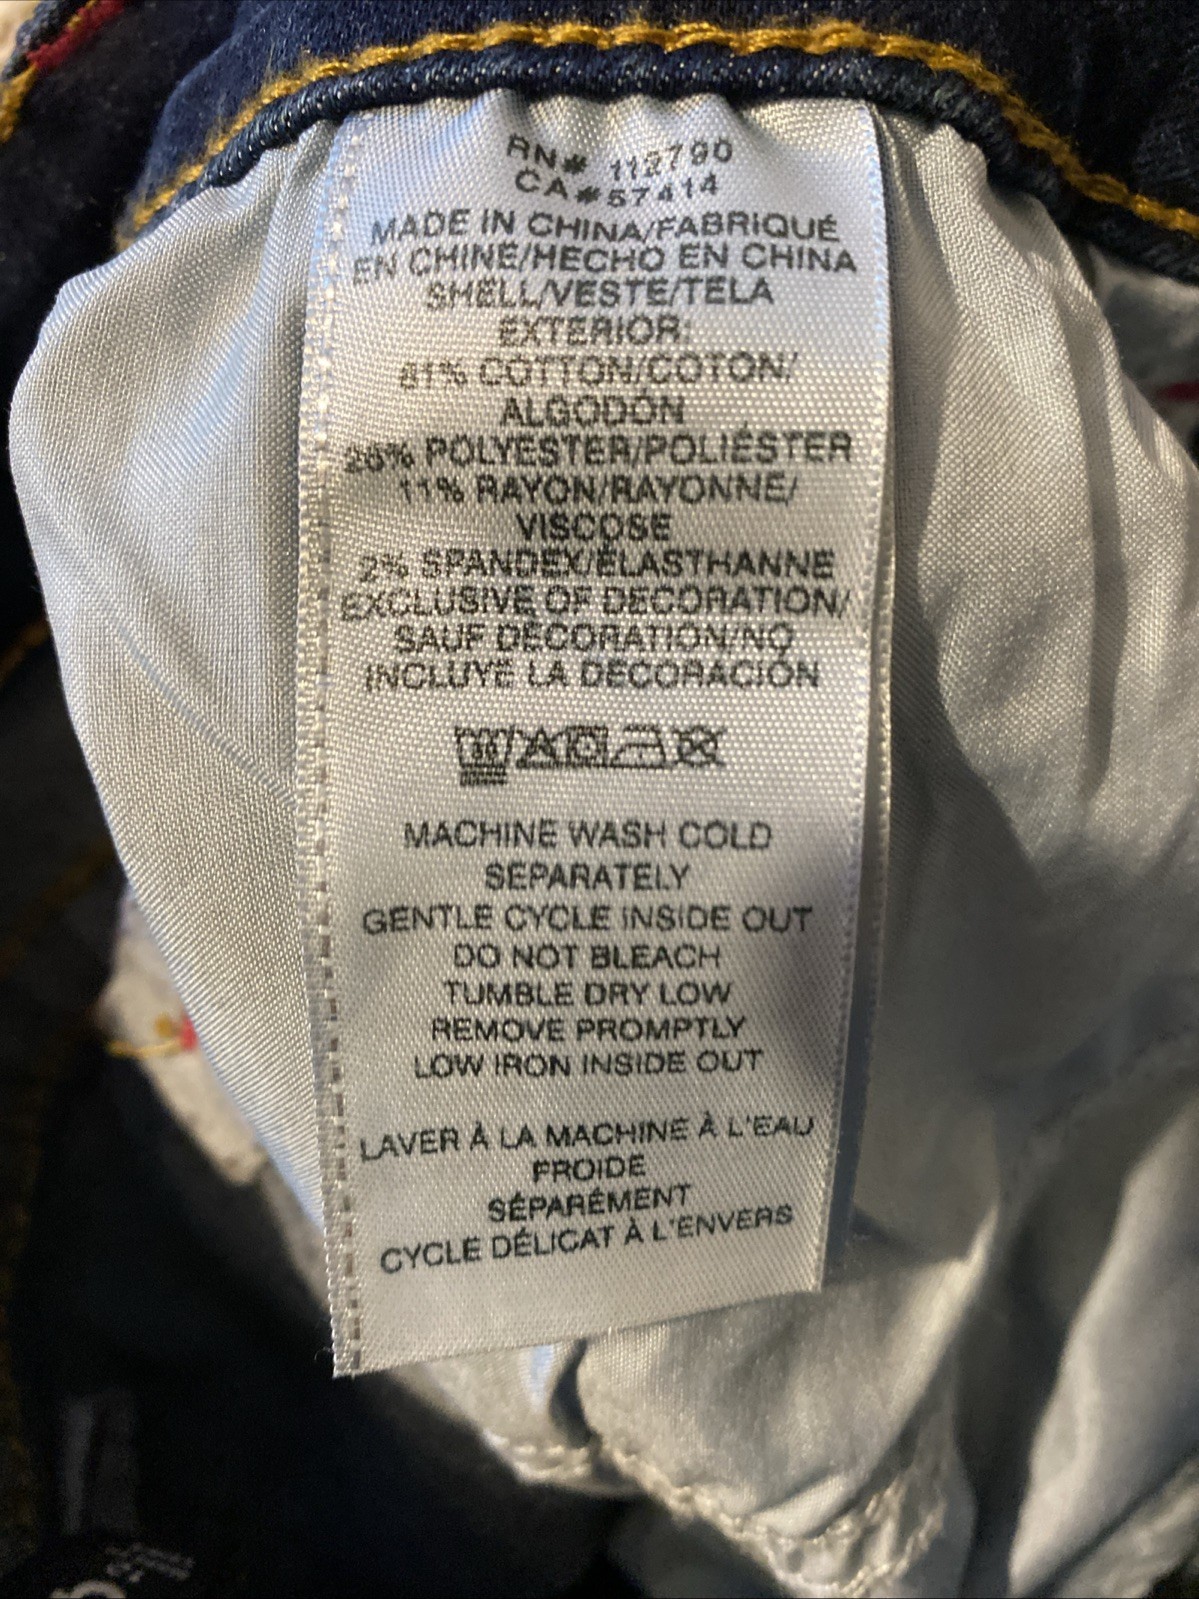 RN# 112790
CA#57414
MADE IN CHINA/FABRIQUÉ
EN CHINE/HECHO EN CHINA
SHELL/VESTE/TELA
EXTERIOR:
61% COTTON/COTON/
ALGODÓN
26% POLYESTER/POLIÉSTER
11% RAYON/RAYONNE/
VISCOSE
2% SPANDEX/ÉLASTHANNE
EXCLUSIVE OF DECORATION/
SAUF DÉCORATION/NO
INCLUYE LA DECORACIÓN
30
MACHINE WASH COLD
SEPARATELY
GENTLE CYCLE INSIDE OUT
DO NOT BLEACH
TUMBLE DRY LOW
REMOVE PROMPTLY
LOW IRON INSIDE OUT
LAVER À LA MACHINE À L'EAU
FROIDE
SÉPARÉMENT
CYCLE DÉLICAT À L'ENVERS